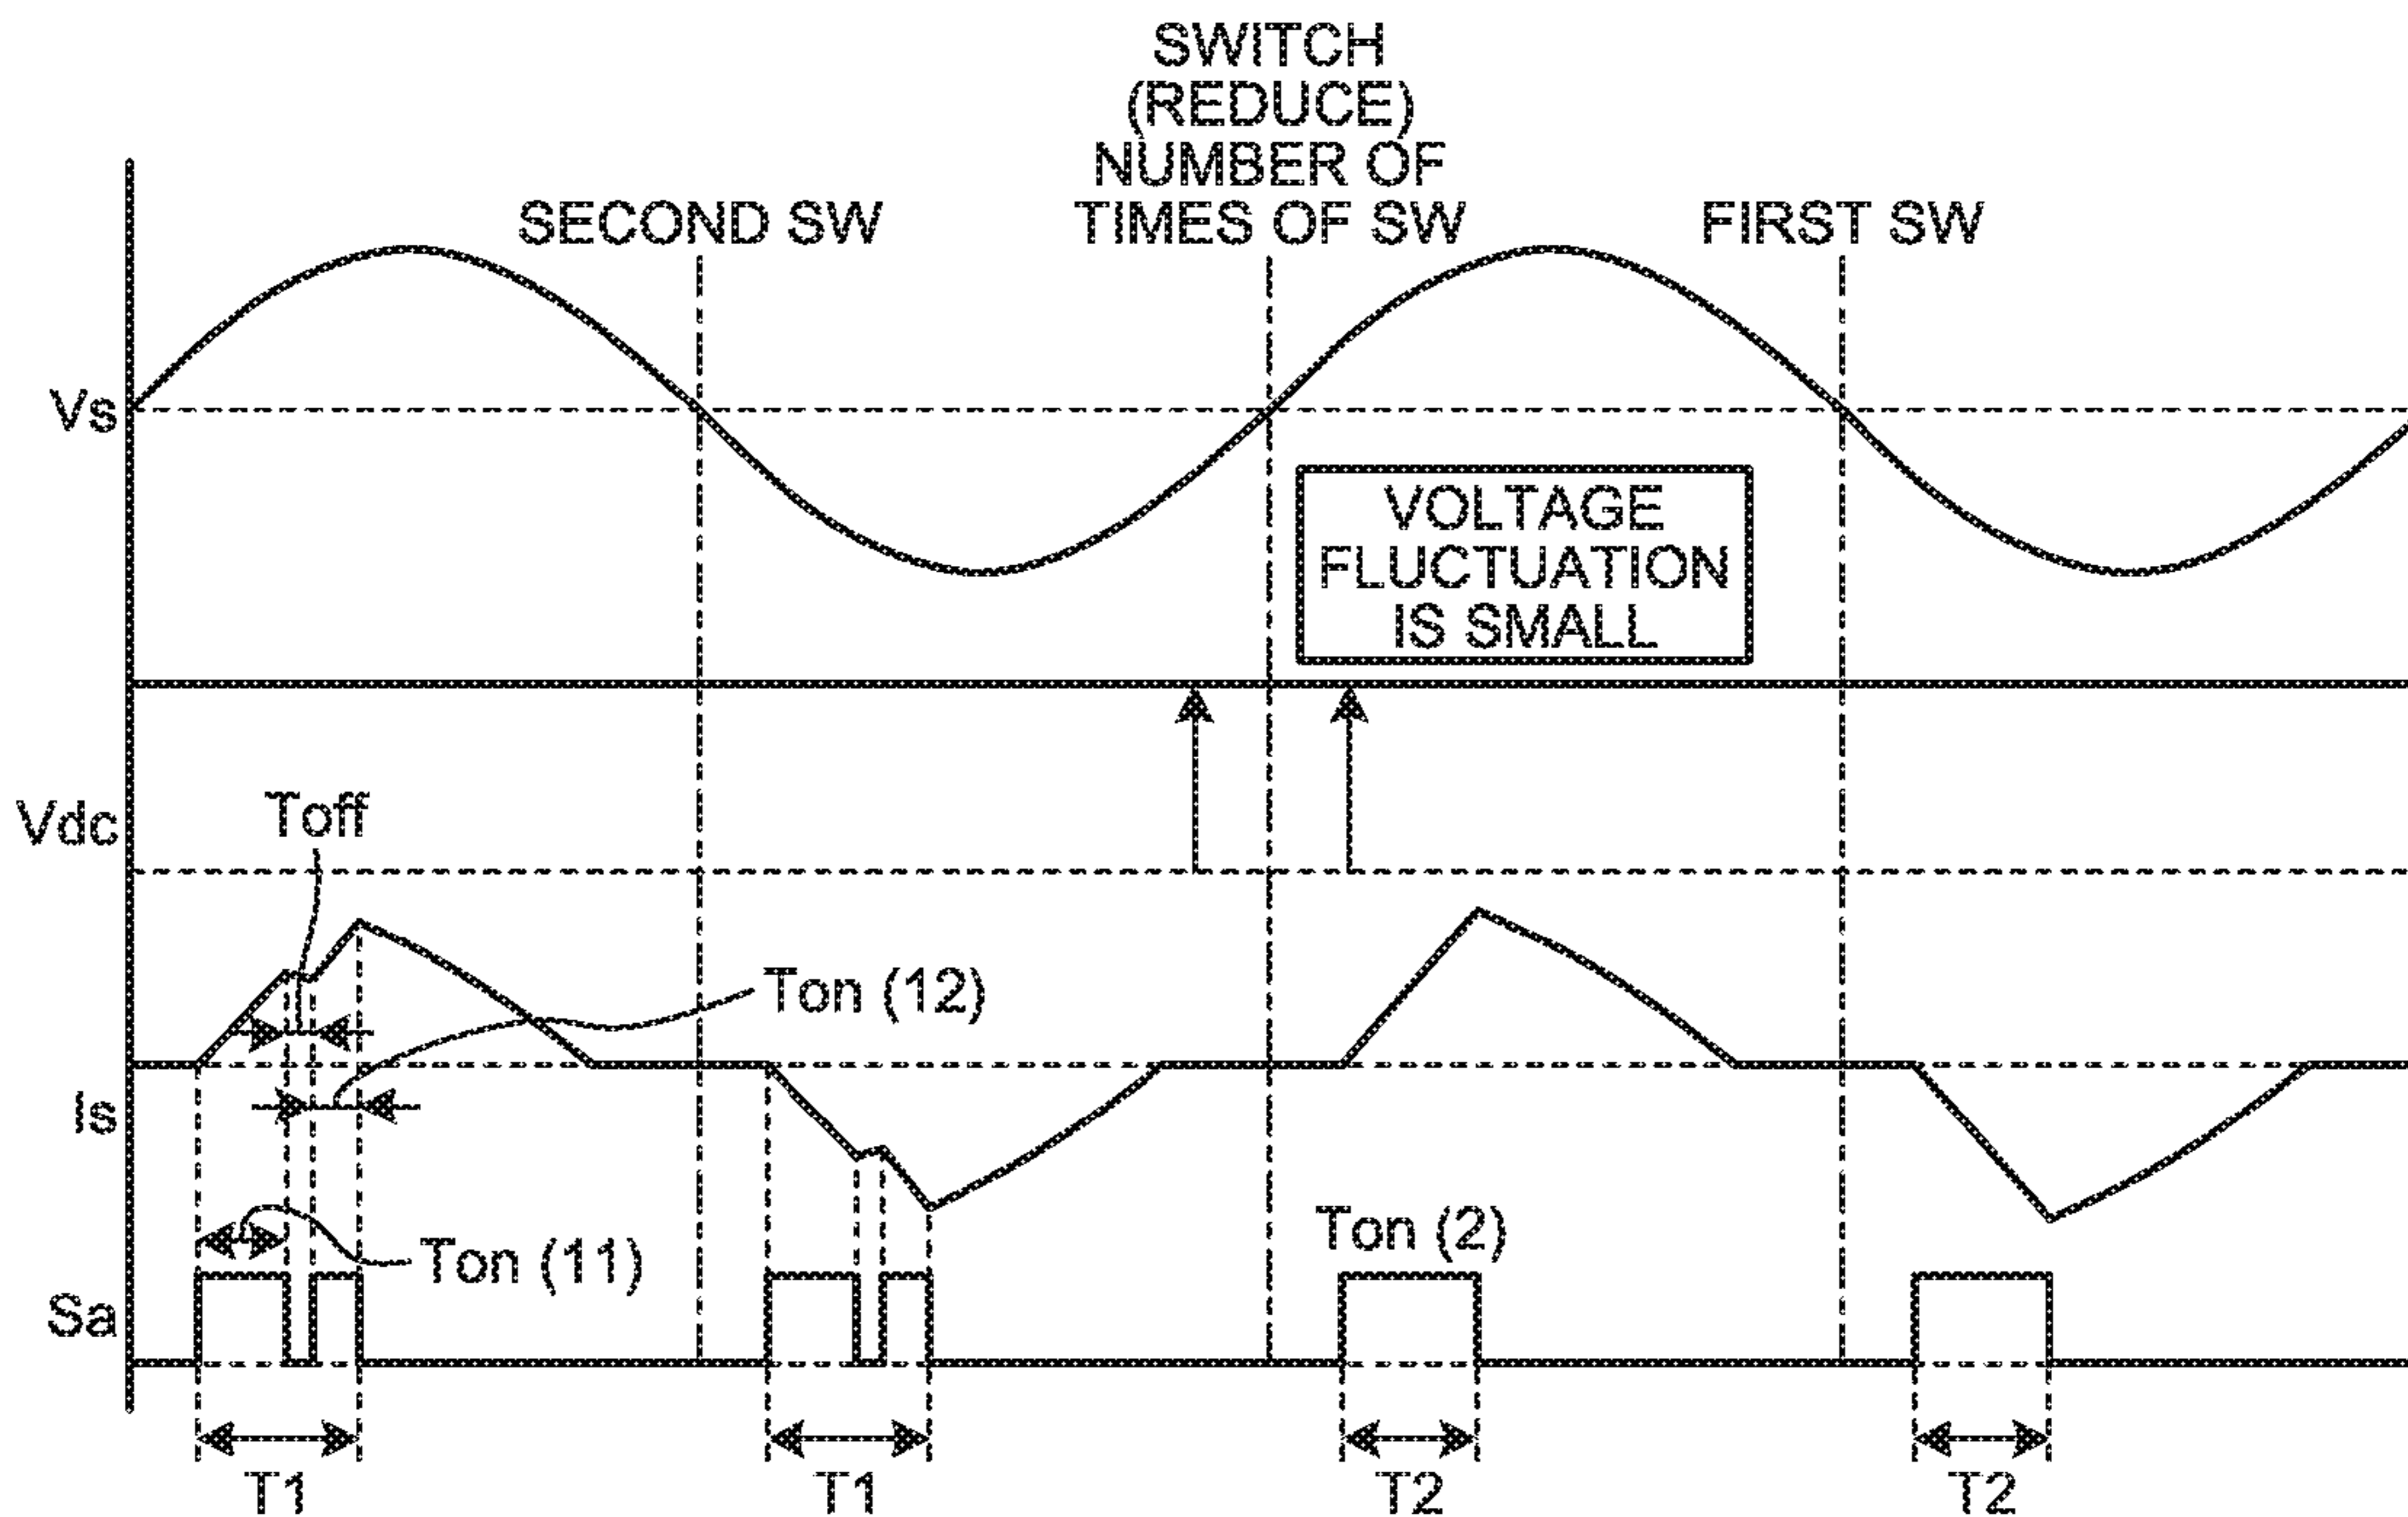 SWITCH
(REDUCE)
NUMBER OF
TIMES OF SW
SECOND SW
FIRST SW
Vs
VOLTAGE
FLUCTUATION
IS SMALL
Vdc
Toff
Ton (12)
Is
Ton (11)
Ton (2)
Sa
T1
T1
T2
T2